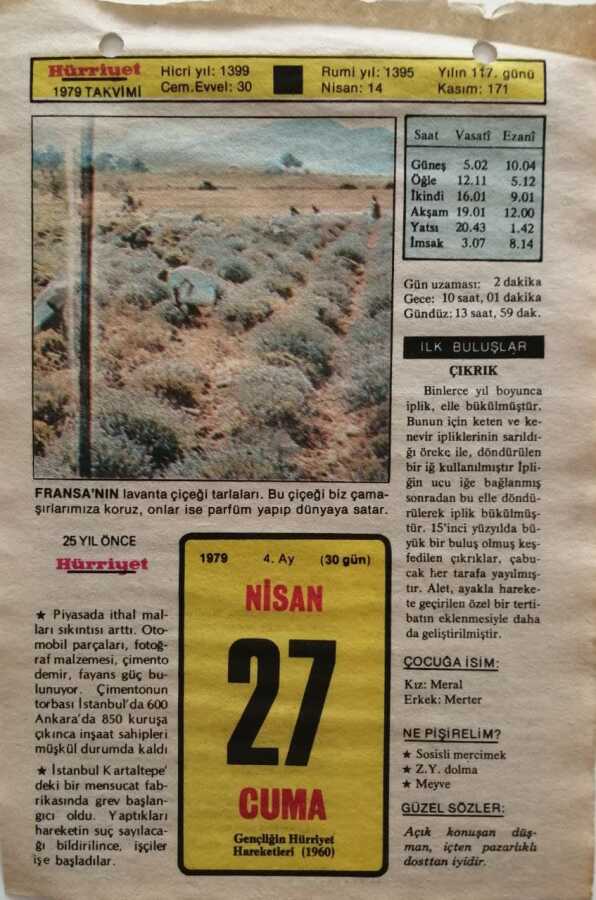 Hürriyet
1979 TAKVİMİ
Hicri yıl: 1399
Cem.Evvel: 30
Rumi yıl: 1395
Nisan: 14
Yılın 117. günü
Kasım: 171
Saat Vasatî Ezanî
Güneş 5.02 10.04
Öğle 12.11 5.12
İkindi 16.01 9.01
Akşam 19.01 12.00
Yatsı 20.43 1.42
İmsak 3.07 8.14
Gün uzaması: 2 dakika
Gece: 10 saat, 01 dakika
Gündüz: 13 saat, 59 dak.
FRANSA'NIN lavanta çiçeği tarlaları. Bu çiçeği biz çama-
şırlarımıza koruz, onlar ise parfüm yapıp dünyaya satar.
25 YIL ÖNCE
Hürriyet
★ Piyasada ithal mal-
ları sıkıntısı arttı. Oto-
mobil parçaları, fotoğ-
raf malzemesi, çimento
demir, fayans güç bu-
lunuyor. Çimentonun
torbası İstanbul'da 600
Ankara'da 850 kuruşa
çıkınca inşaat sahipleri
müşkül durumda kaldı
★ İstanbul Kartaltepe'
deki bir mensucat fab-
rikasında grev başlan-
gıcı oldu. Yaptıkları
hareketin suç sayılaca-
ğı bildirilince, işçiler
işe başladılar.
1979 4. Ay (30 gün)
NİSAN
27
CUMA
Gençliğin Hürriyet
Hareketleri (1960)
İLK BULUŞLAR
ÇIKRIK
Binlerce yıl boyunca
iplik, elle bükülmüştür.
Bunun için keten ve ke-
nevir ipliklerinin sarıldı-
ğı öreke ile, döndürülen
bir iğ kullanılmıştır İpli-
ğin ucu iğe bağlanmış
sonradan bu elle döndü-
rülerek iplik bükülmüş-
tür. 15'inci yüzyılda bü-
yük bir buluş olmuş keş-
fedilen çıkrıklar, çabu-
cak her tarafa yayılmış-
tır. Alet, ayakla hareke-
te geçirilen özel bir terti-
batın eklenmesiyle daha
da geliştirilmiştir.
ÇOCUĞA İSİM:
Kız: Meral
Erkek: Merter
NE PİŞİRELİM?
★ Sosisli mercimek
★ Z.Y. dolma
★ Meyve
GÜZEL SÖZLER:
Açık konuşan düş-
man, içten pazarlıklı
dosttan iyidir.